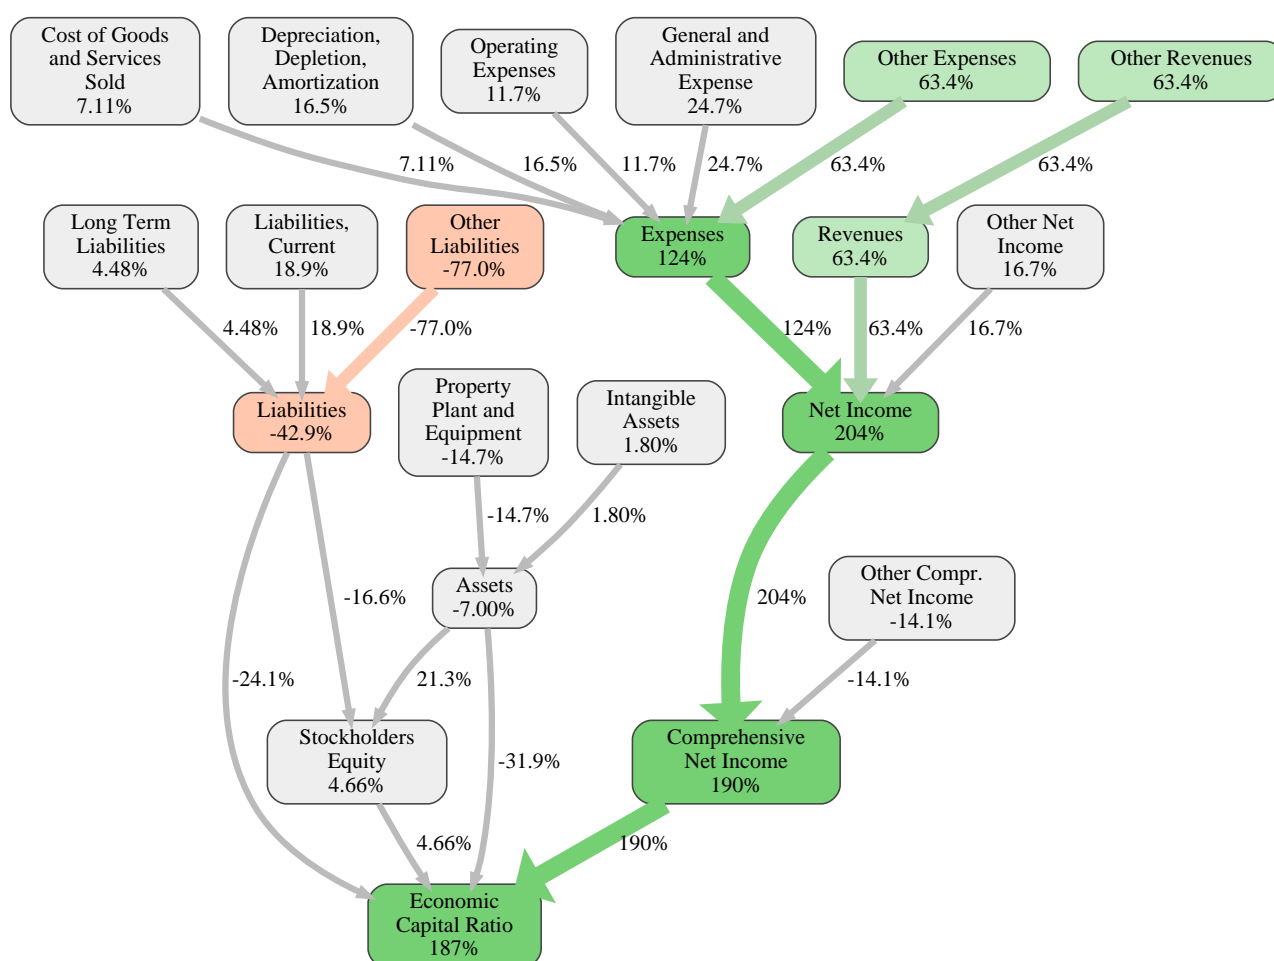 Cost of Goods
and Services
Sold
7.11%
Depreciation,
Depletion,
Amortization
16.5%
Operating
Expenses
11.7%
General and
Administrative
Expense
24.7%
Other Expenses
63.4%
Other Revenues
63.4%
7.11%
16.5%
11.7%
24.7%
63.4%
63.4%
Long Term
Liabilities
4.48%
Liabilities,
Current
18.9%
Other
Liabilities
-77.0%
Expenses
124%
Revenues
63.4%
Other Net
Income
16.7%
4.48%
18.9%
-77.0%
124%
63.4%
16.7%
Liabilities
-42.9%
Property
Plant and
Equipment
-14.7%
Intangible
Assets
1.80%
Net Income
204%
-14.7%
1.80%
-16.6%
Assets
-7.00%
204%
Other Compr.
Net Income
-14.1%
-24.1%
21.3%
-14.1%
Stockholders
Equity
4.66%
-31.9%
Comprehensive
Net Income
190%
4.66%
190%
Economic
Capital Ratio
187%